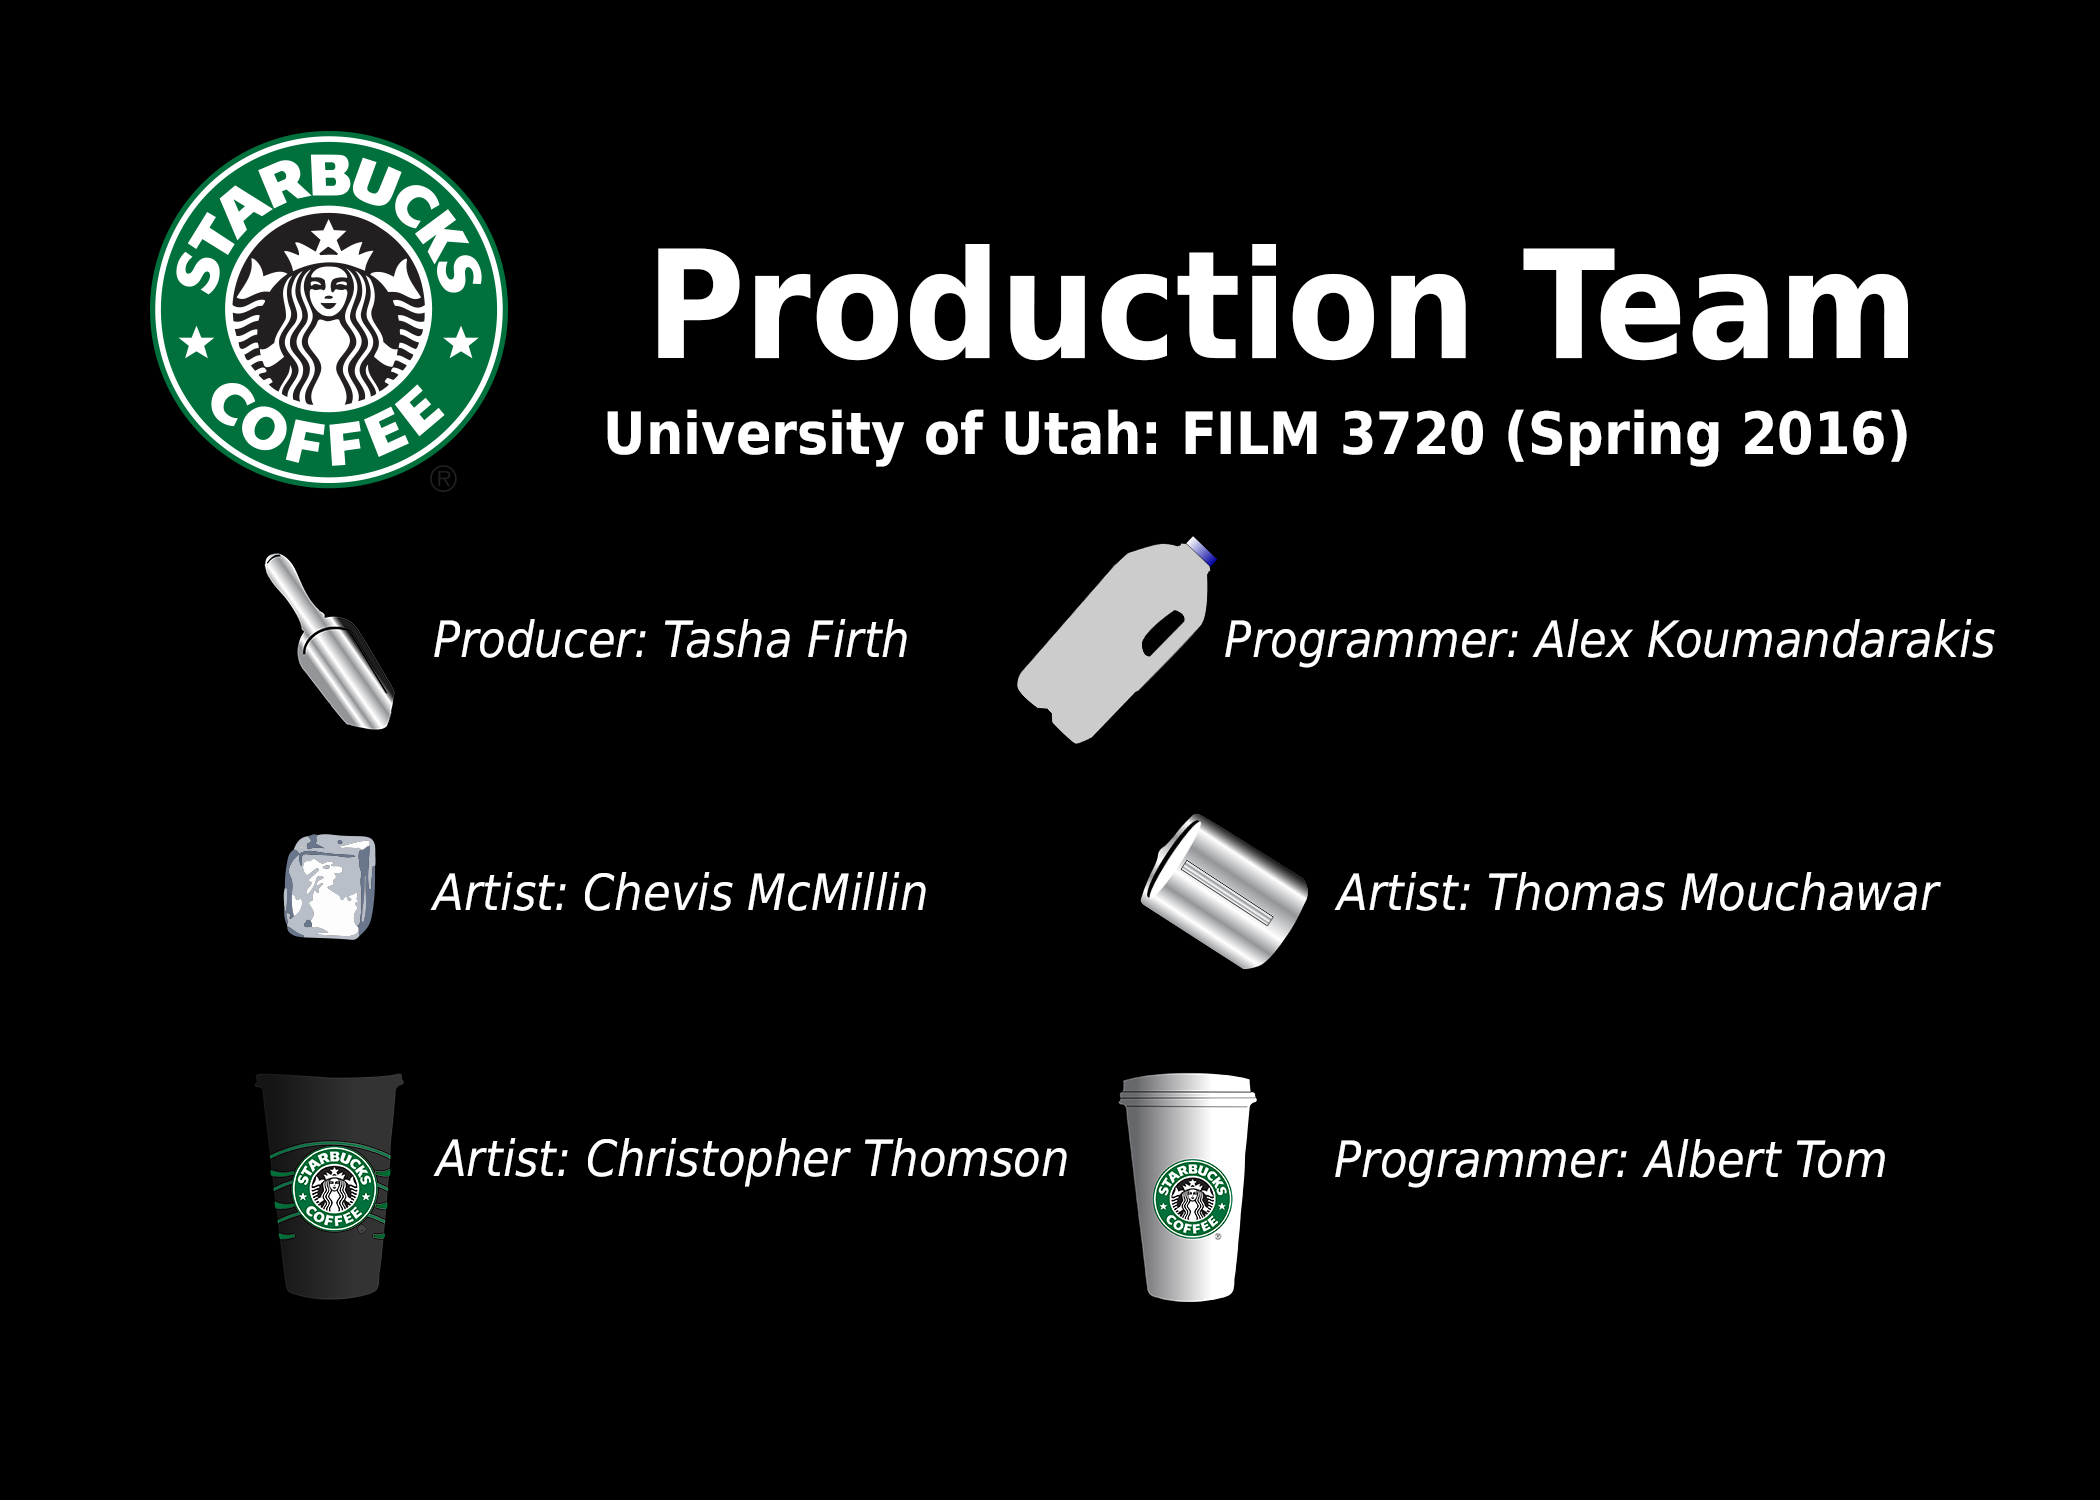 STARBUCKS
COFFEE
®
Production Team
University of Utah: FILM 3720 (Spring 2016)
Producer: Tasha Firth
Programmer: Alex Koumandarakis
Artist: Chevis McMillin
Artist: Thomas Mouchawar
STARBUCKS
COFFEE
®
Artist: Christopher Thomson
STARBUCKS
COFFEE
®
Programmer: Albert Tom